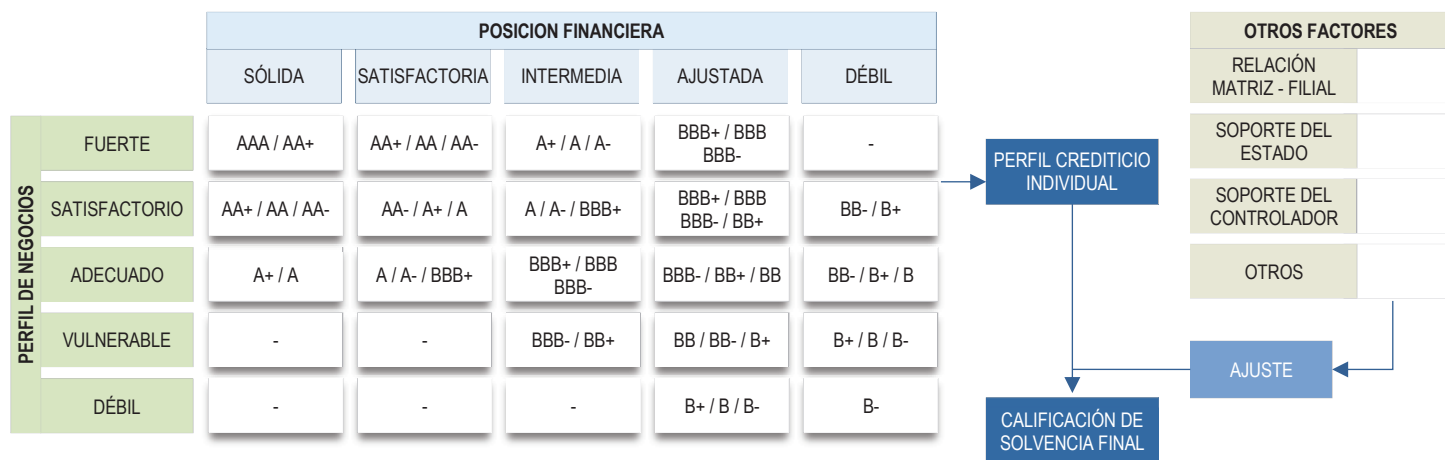 POSICION FINANCIERA
SÓLIDA
SATISFACTORIA
INTERMEDIA
AJUSTADA
DÉBIL
PERFIL DE NEGOCIOS
FUERTE
AAA / AA+
AA+ / AA / AA-
A+ / A / A-
BBB+ / BBB
BBB-
-
SATISFACTORIO
AA+ / AA / AA-
AA- / A+ / A
A / A- / BBB+
BBB+ / BBB
BBB- / BB+
BB- / B+
ADECUADO
A+ / A
A / A- / BBB+
BBB+ / BBB
BBB-
BBB- / BB+ / BB
BB- / B+ / B
VULNERABLE
-
-
BBB- / BB+
BB / BB- / B+
B+ / B / B-
DÉBIL
-
-
-
B+ / B / B-
B-
PERFIL CREDITICIO
INDIVIDUAL
CALIFICACIÓN DE
SOLVENCIA FINAL
OTROS FACTORES
RELACIÓN
MATRIZ - FILIAL
SOPORTE DEL
ESTADO
SOPORTE DEL
CONTROLADOR
OTROS
AJUSTE